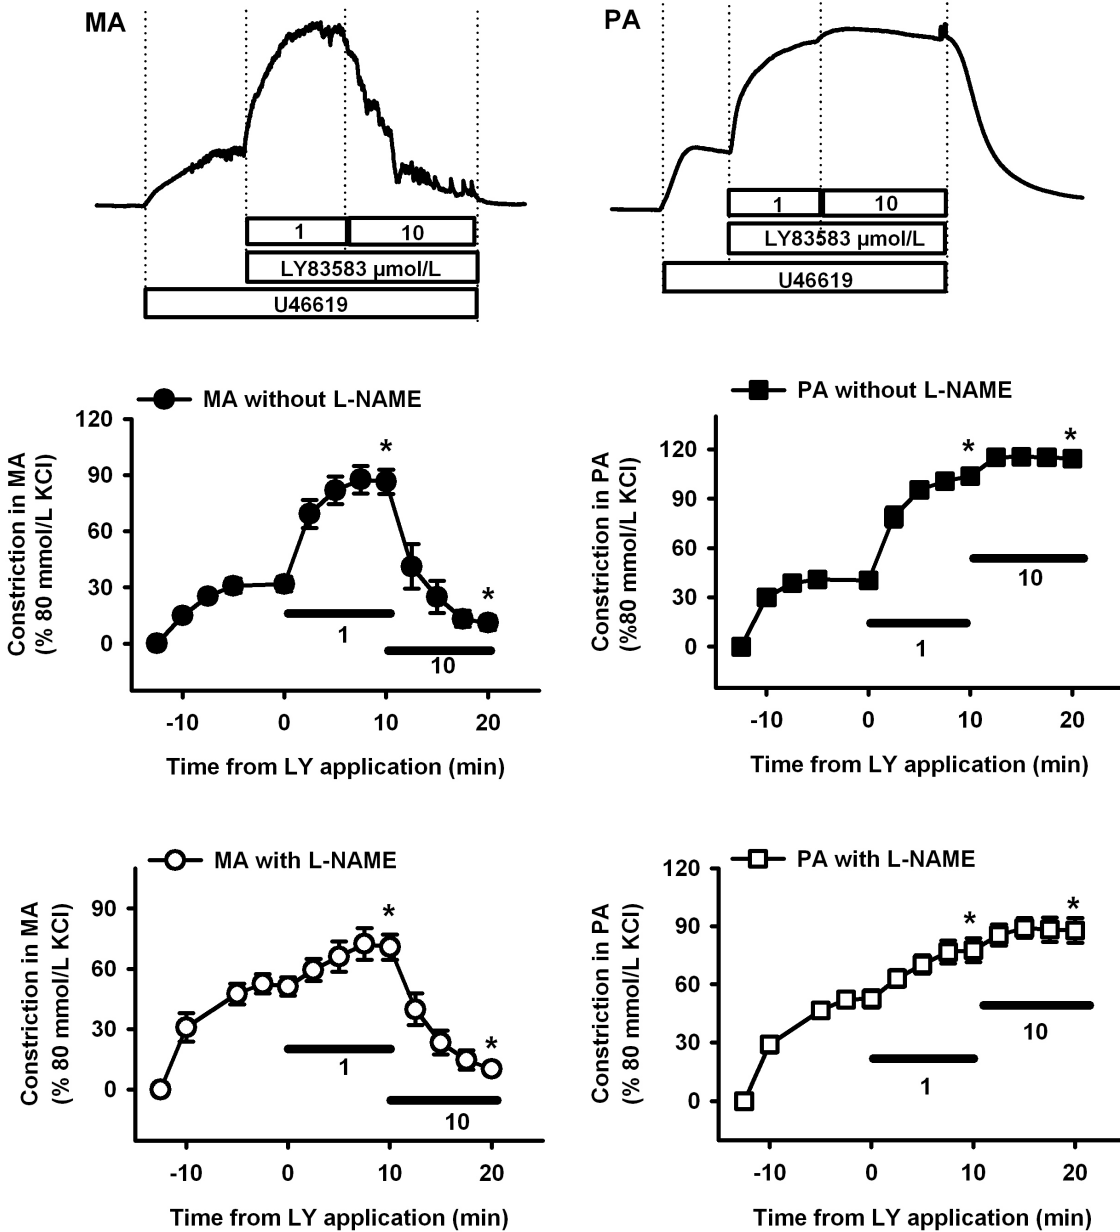 MA
1
10
LY83583 µmol/L
U46619
PA
1
10
LY83583 µmol/L
U46619
MA without L-NAME
Constriction in MA
(% 80 mmol/L KCl)
120
90
60
30
0
*
*
1
10
-10
0
10
20
Time from LY application (min)
PA without L-NAME
Constriction in PA
(%80 mmol/L KCl)
120
90
60
30
0
*
*
10
1
-10
0
10
20
Time from LY application (min)
MA with L-NAME
Constriction in MA
(% 80 mmol/L KCl)
90
60
30
0
*
*
1
10
-10
0
10
20
Time from LY application (min)
PA with L-NAME
Constriction in PA
(% 80 mmol/L KCl)
120
90
60
30
0
*
*
10
1
-10
0
10
20
Time from LY application (min)